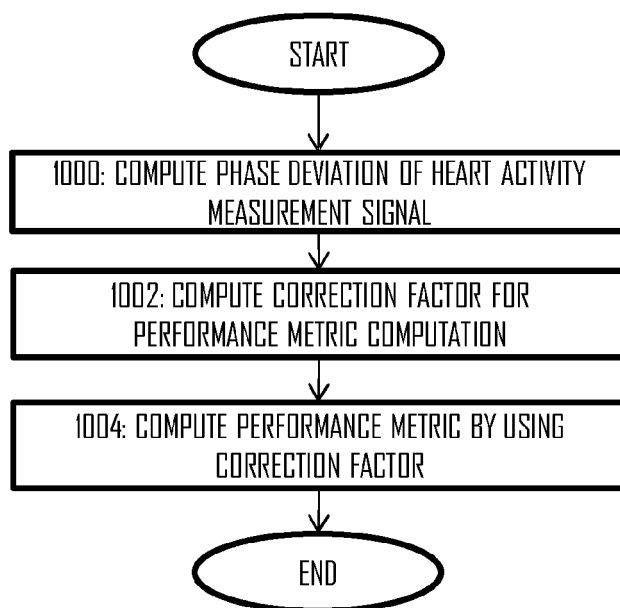 START
1000: COMPUTE PHASE DEVIATION OF HEART ACTIVITY
MEASUREMENT SIGNAL
1002: COMPUTE CORRECTION FACTOR FOR
PERFORMANCE METRIC COMPUTATION
1004: COMPUTE PERFORMANCE METRIC BY USING
CORRECTION FACTOR
END